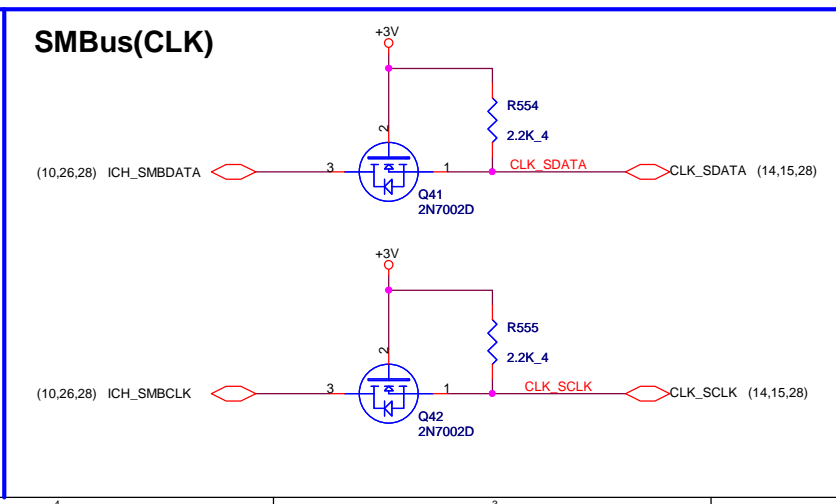 SMBus(CLK)
+3V
R554
2.2K_4
2
(10,26,28) ICH_SMBDATA
3
1
CLK_SDATA
CLK_SDATA (14,15,28)
Q41
2N7002D
+3V
R555
2.2K_4
2
(10,26,28) ICH_SMBCLK
3
1
CLK_SCLK
CLK_SCLK (14,15,28)
Q42
2N7002D